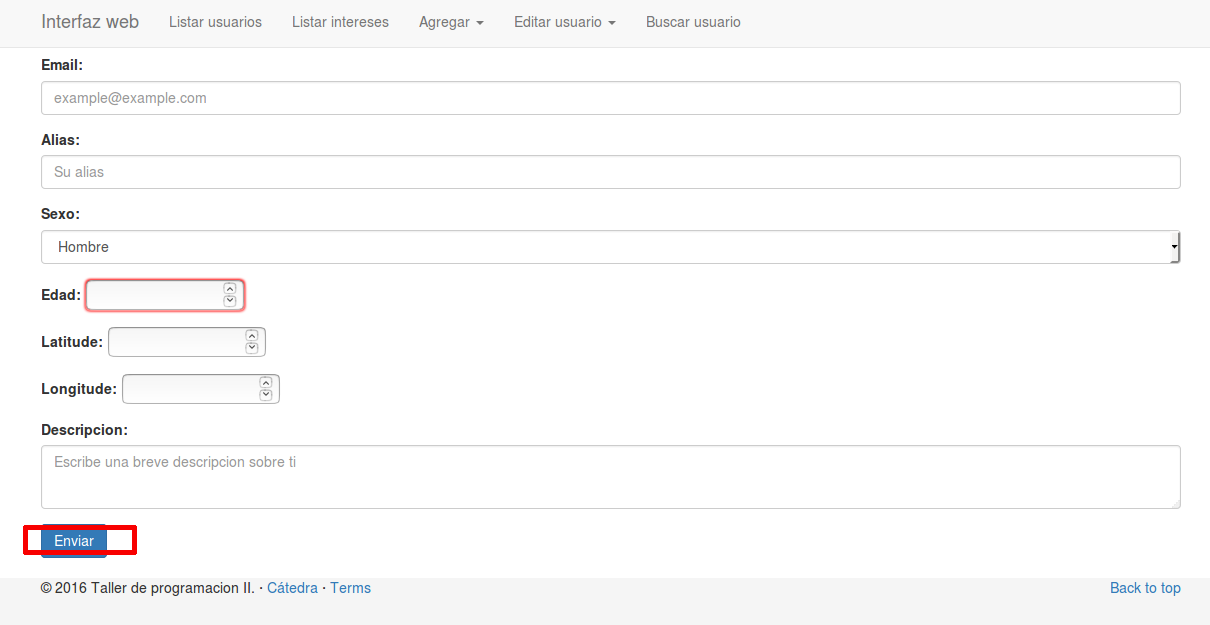 Interfaz web Listar usuarios Listar intereses Agregar Editar usuario Buscar usuario
Email:
example@example.com
Alias:
Su alias
Sexo:
Hombre
Edad:
Latitude:
Longitude:
Descripcion:
Escribe una breve descripcion sobre ti
Enviar
© 2016 Taller de programacion II. · Cátedra · Terms Back to top